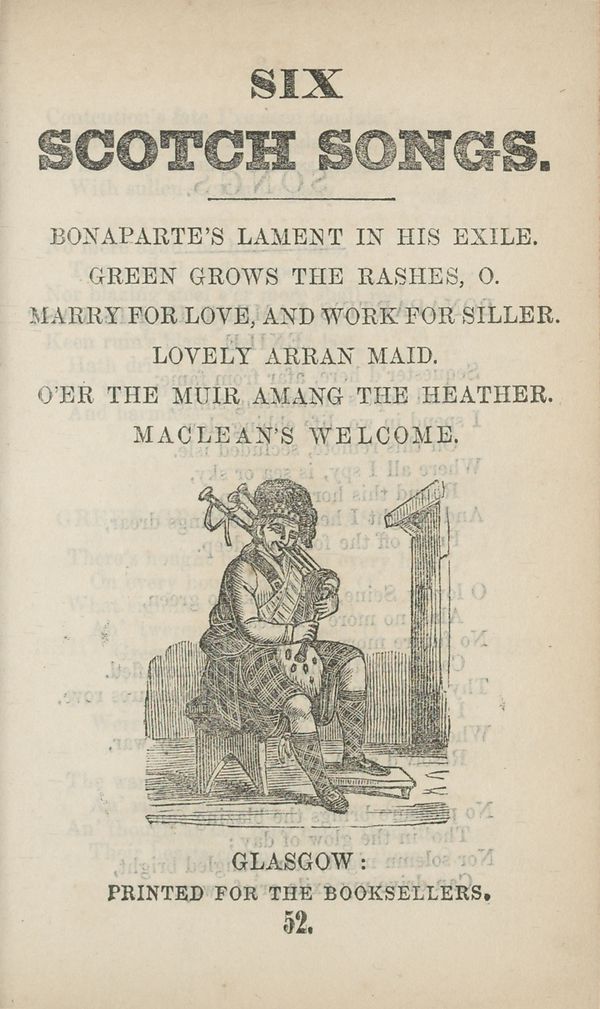 SIX
SCOTCH SONGS.
BONAPARTE'S LAMENT IN HIS EXILE.
GREEN GROWS THE RASHES, O.
MARRY FOR LOVE, AND WORK FOR SILLER.
LOVELY ARRAN MAID.
O'ER THE MUIR AMANG THE HEATHER.
MACLEAN'S WELCOME.
GLASGOW:
PRINTED FOR THE BOOKSELLERS.
52.